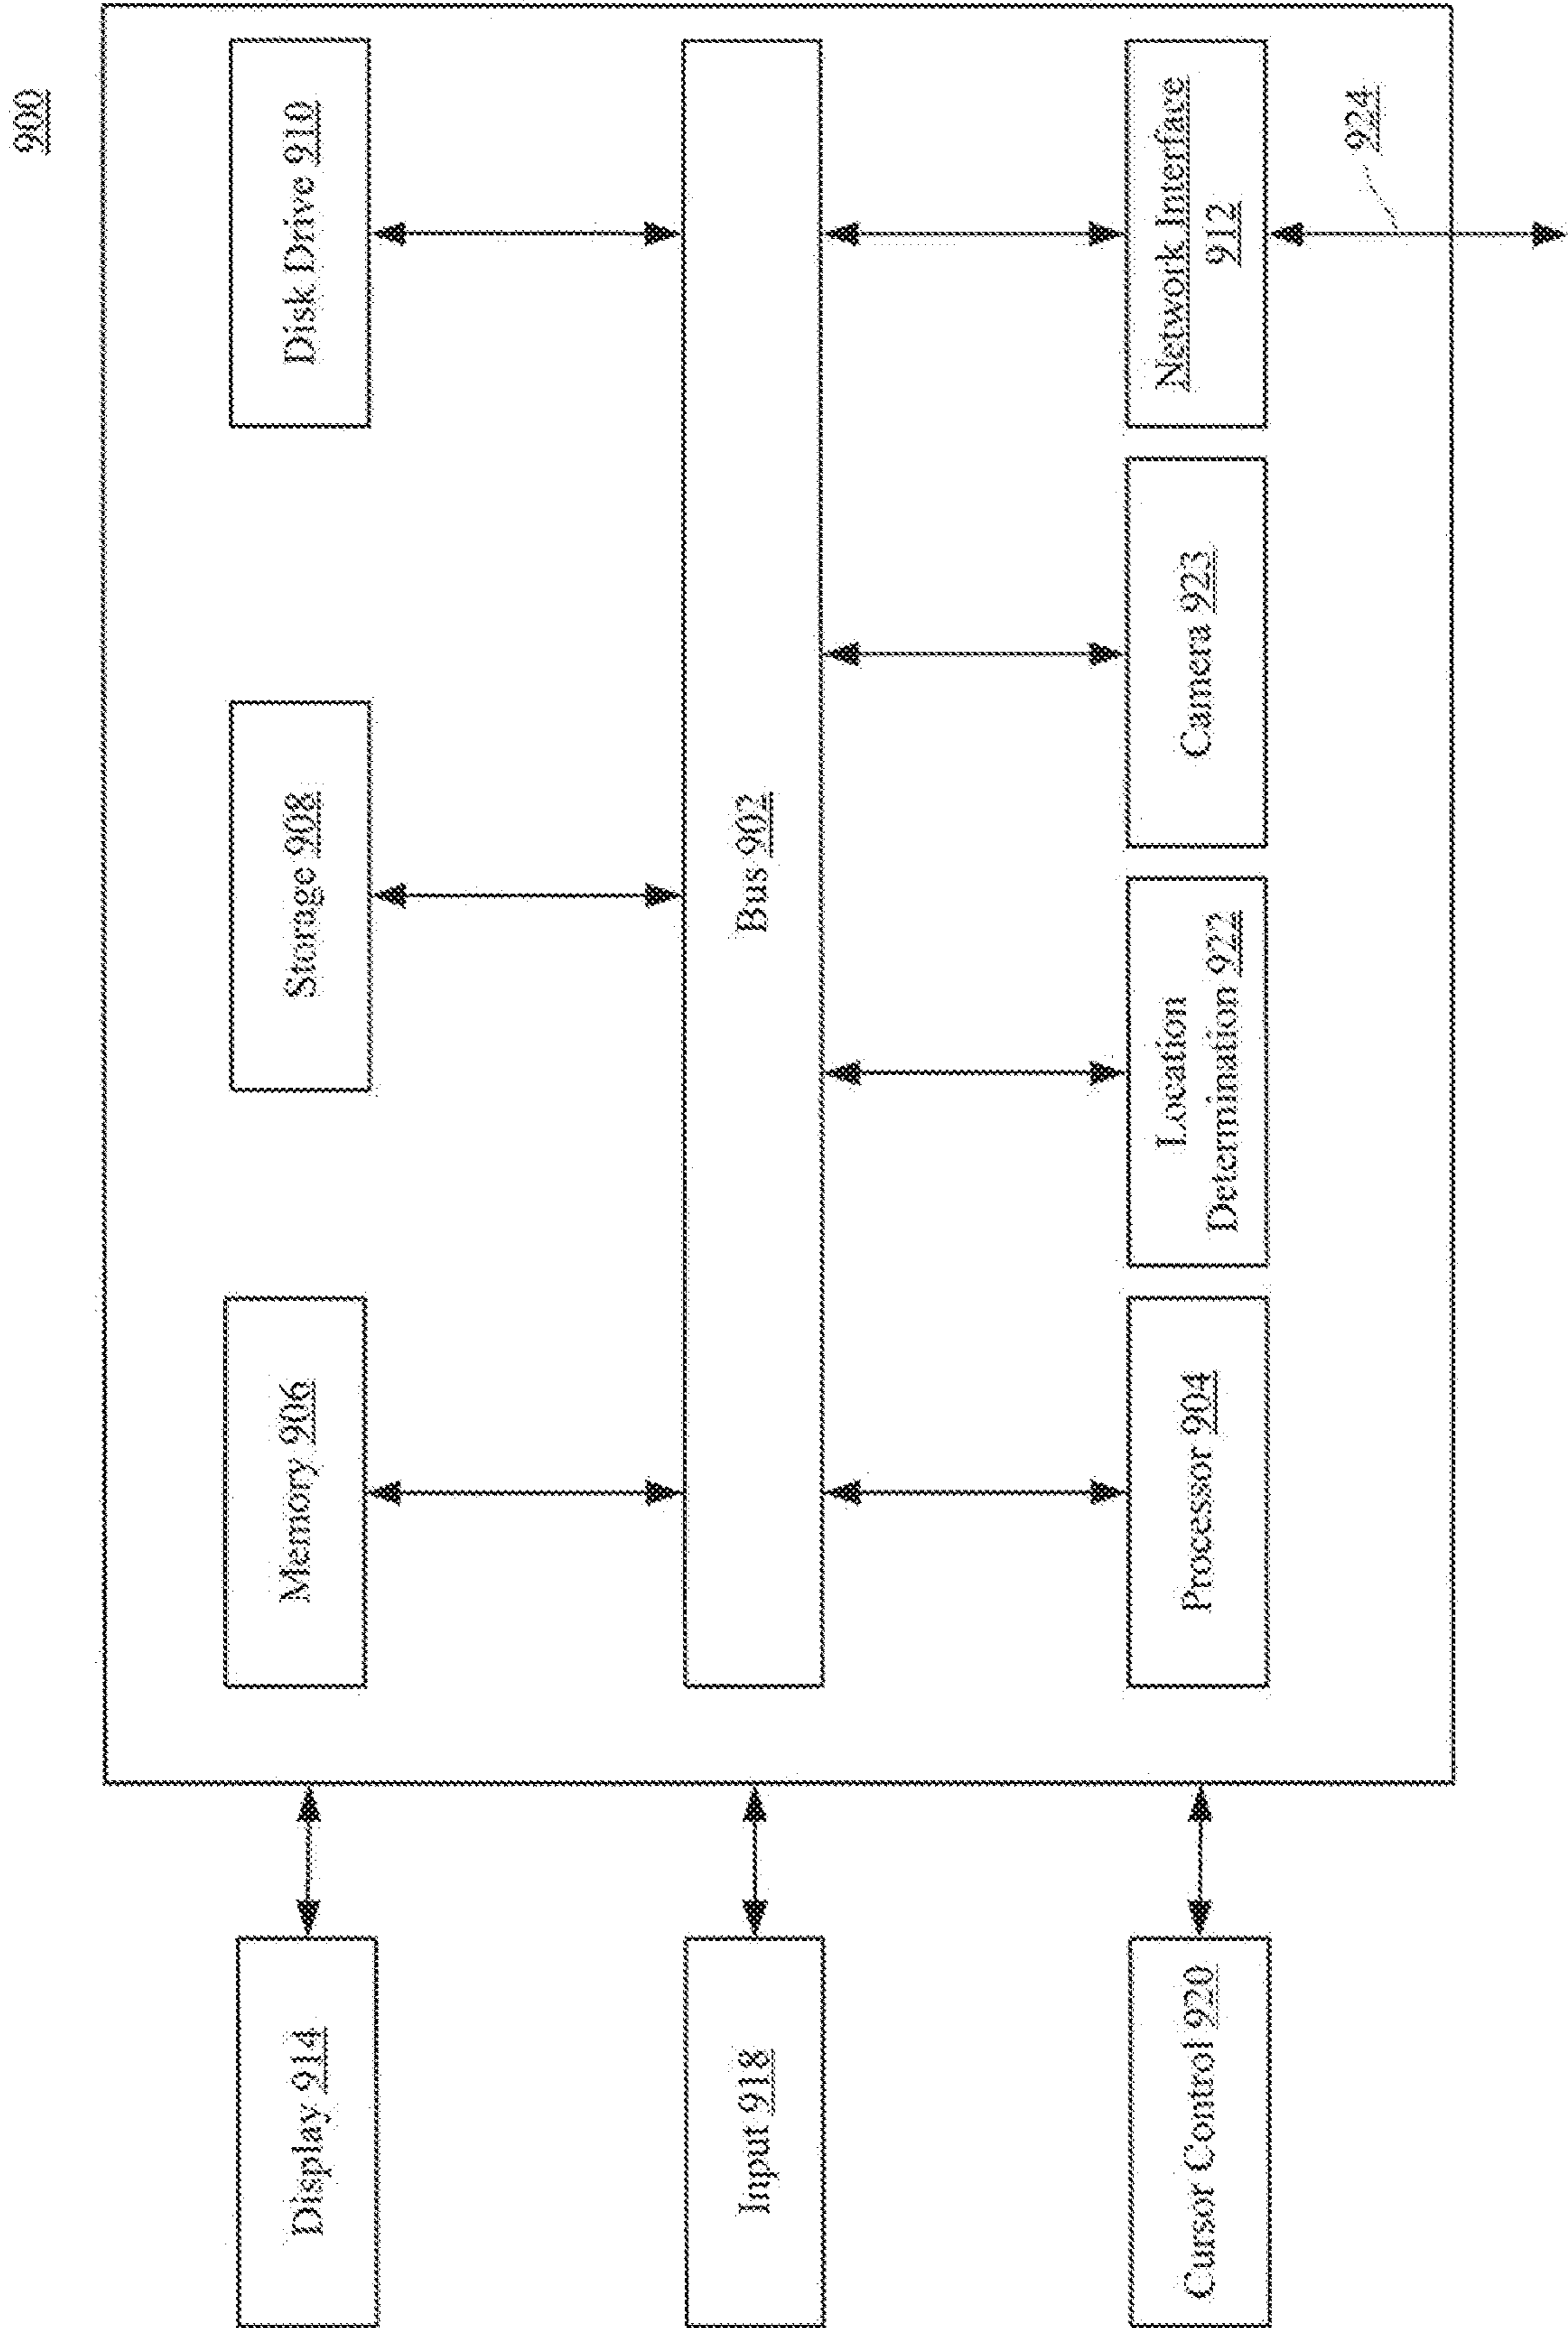 900
Display 914
Memory 906
Storage 908
Disk Drive 910
Input 918
Bus 902
Cursor Control 920
Processor 904
Location
Determination 922
Camera 923
Network Interface
912
924